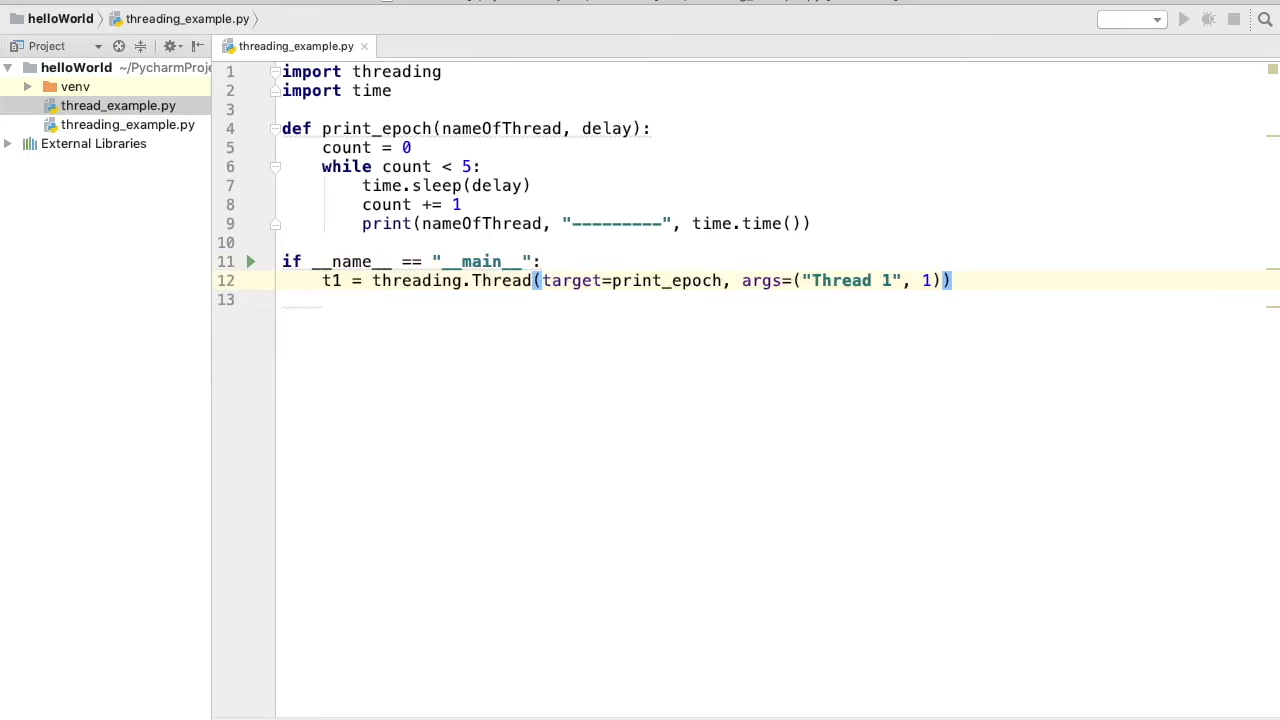 helloWorld threading_example.py
Project threading_example.py
helloWorld ~/PycharmProje
venv
thread_example.py
threading_example.py
External Libraries
1 import threading
2 import time
3
4 def print_epoch(nameOfThread, delay):
5 count = 0
6 while count < 5:
7 time.sleep(delay)
8 count += 1
9 print(nameOfThread, "---------", time.time())
10
11 if __name__ == "__main__":
12 t1 = threading.Thread(target=print_epoch, args=("Thread 1", 1))
13